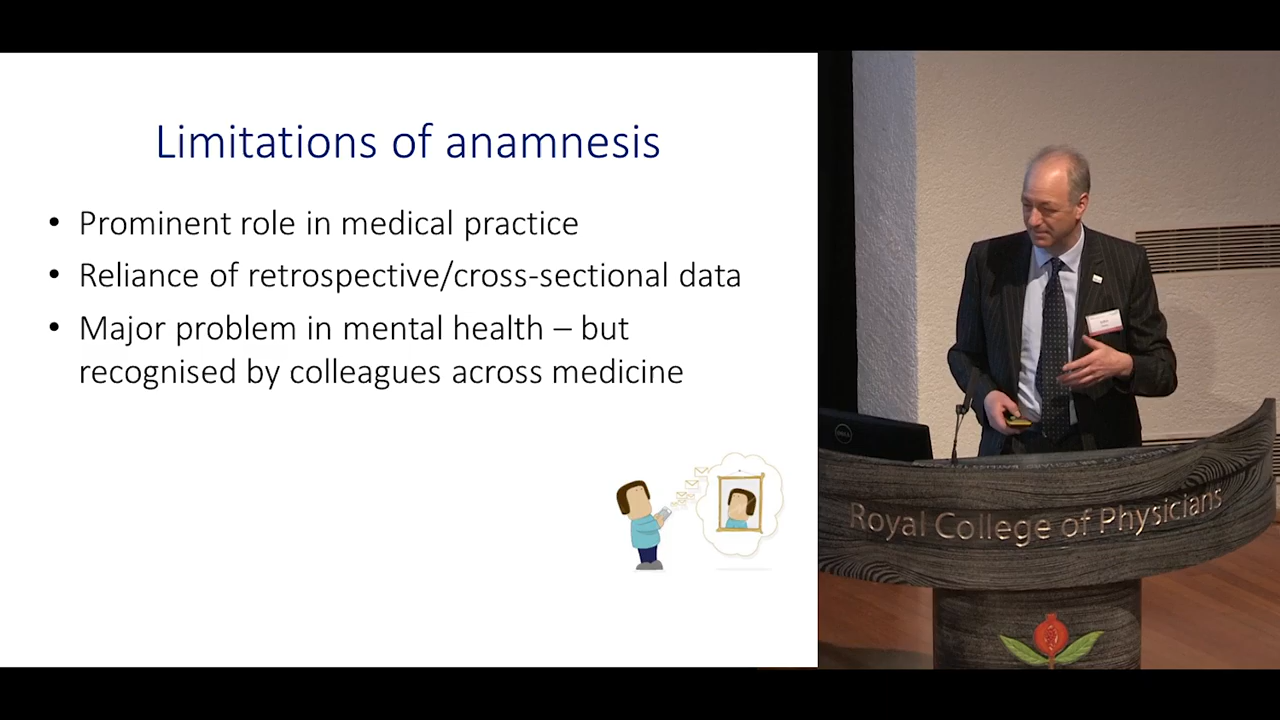 Limitations of anamnesis
• Prominent role in medical practice
• Reliance of retrospective/cross-sectional data
• Major problem in mental health – but
recognised by colleagues across medicine
DELL
Royal College of Physicians